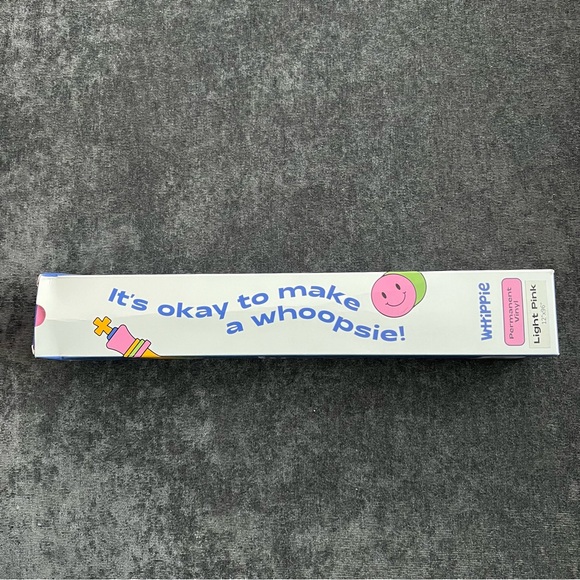 It's okay to make
a whoopsie!
WHIPPIE
Permanent
Vinyl
Light Pink